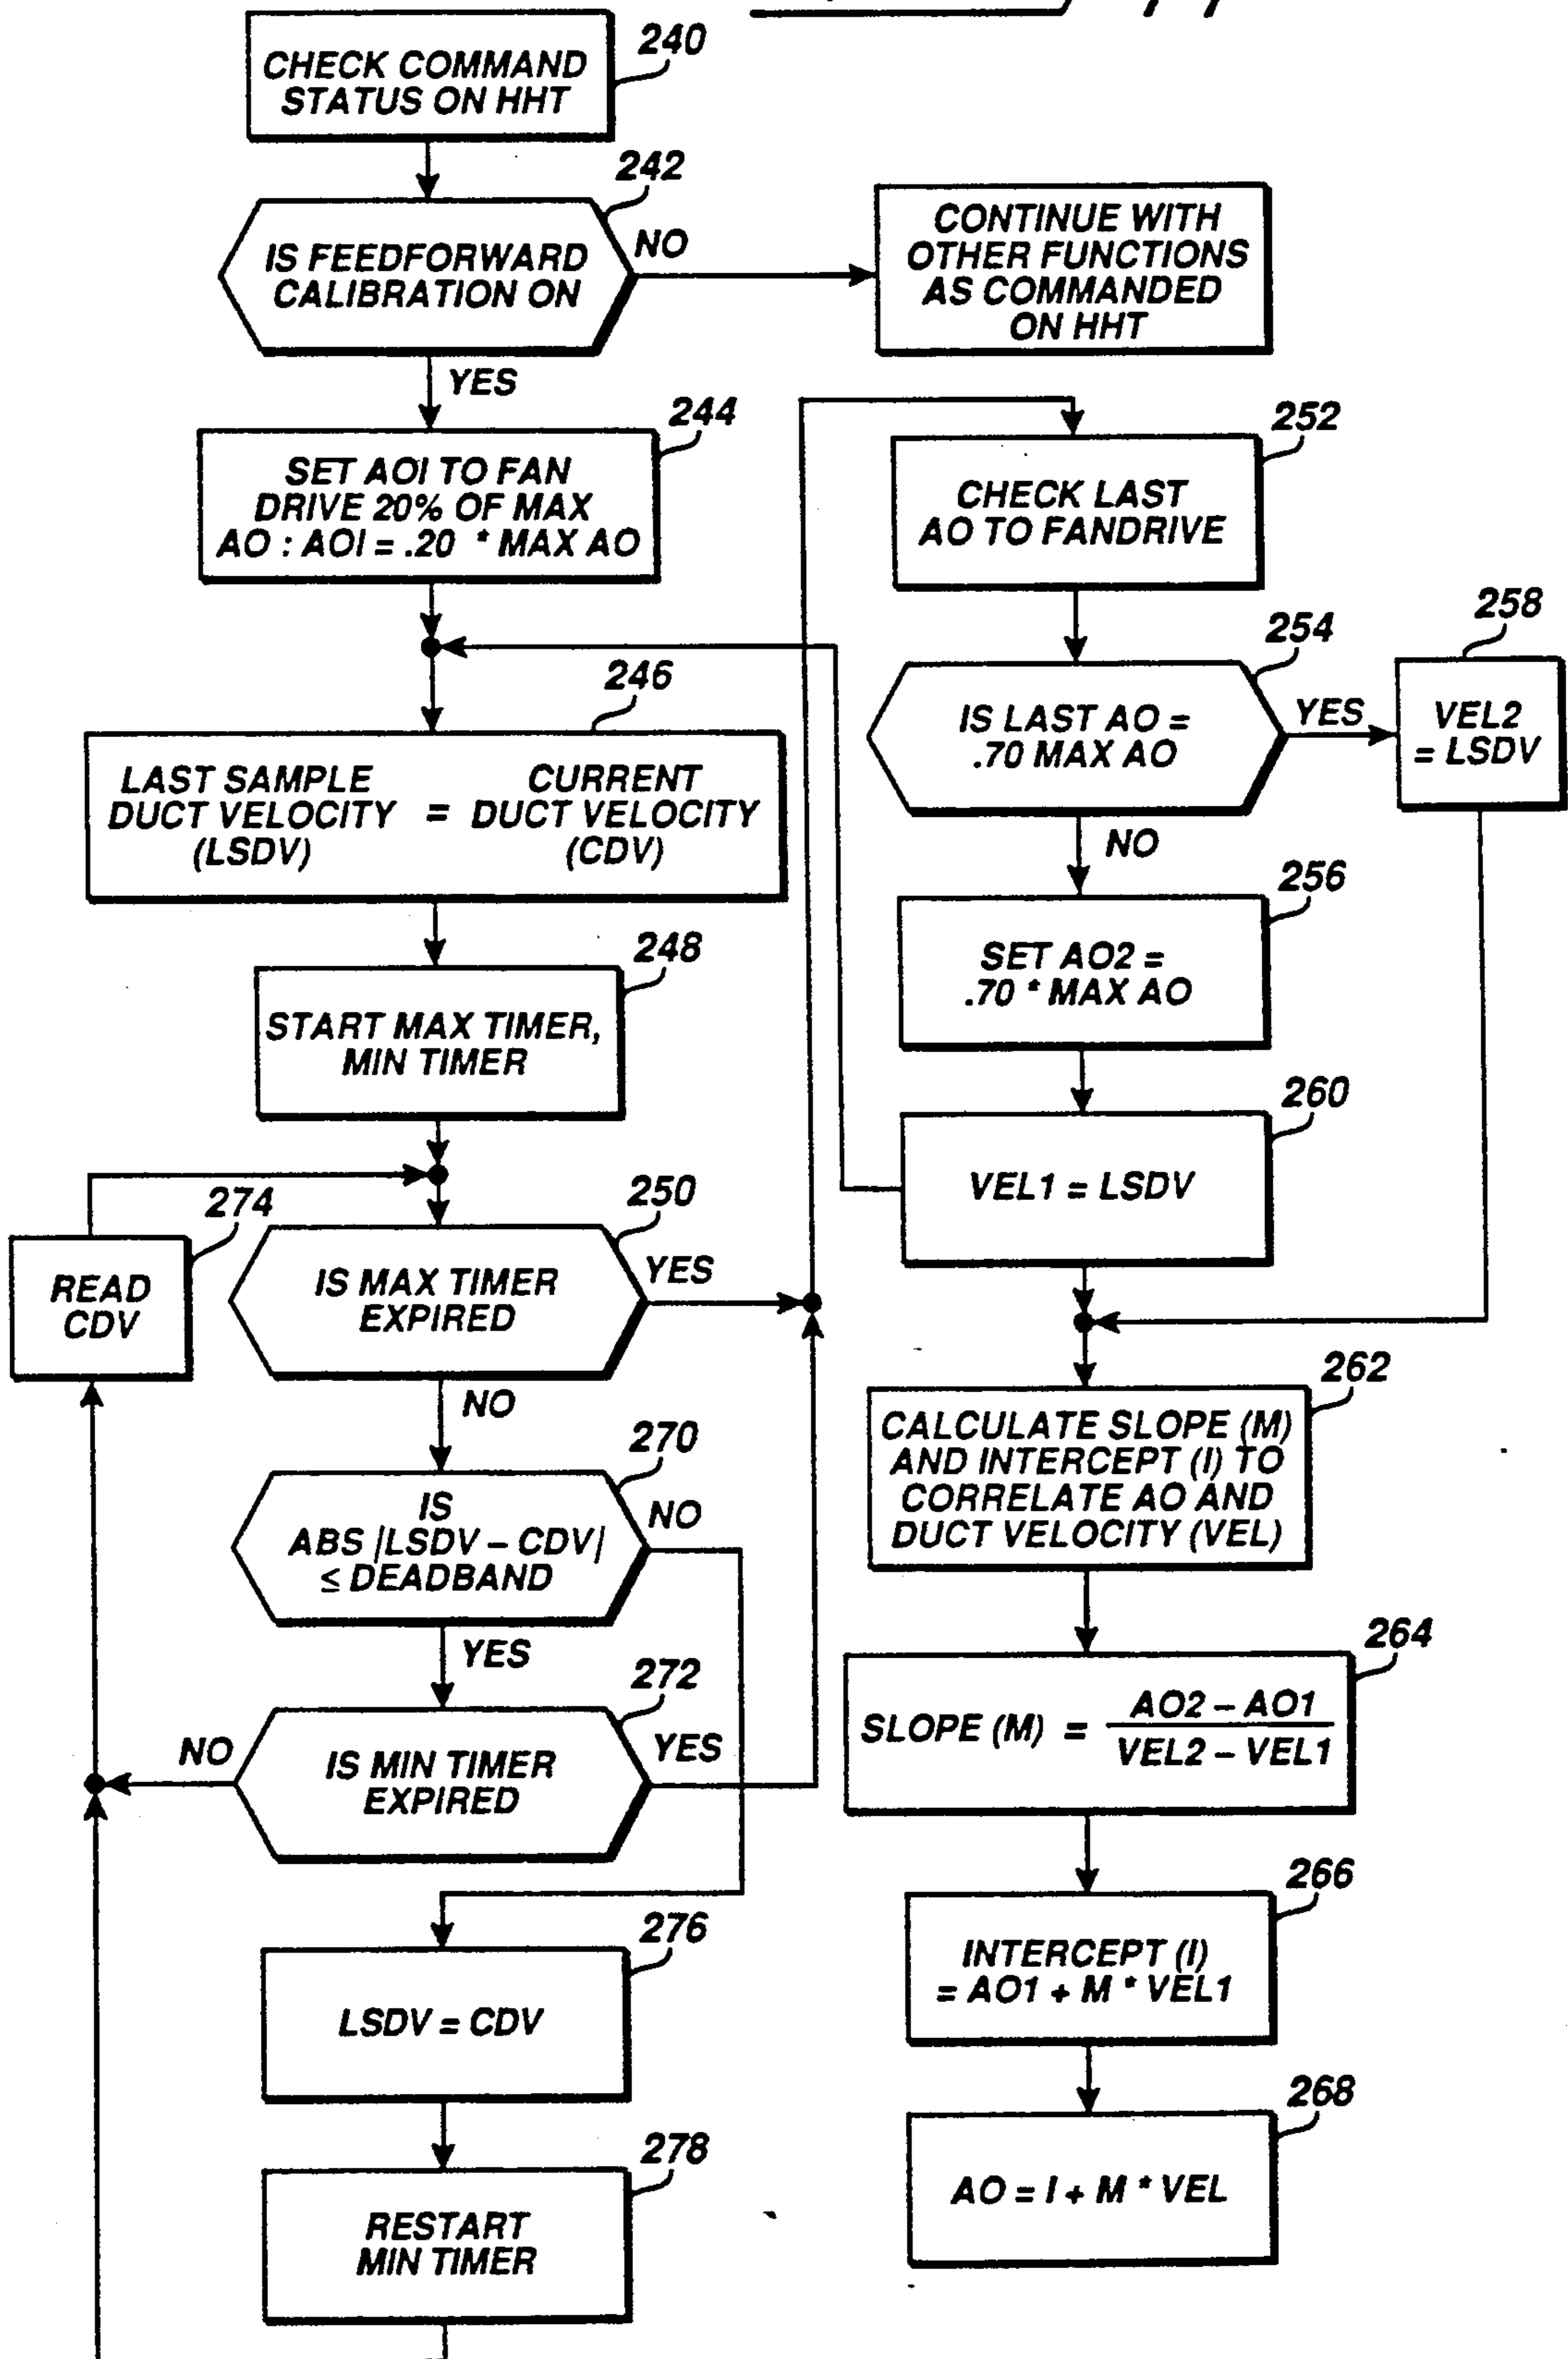 240
CHECK COMMAND
STATUS ON HHT
242
IS FEEDFORWARD
CALIBRATION ON
NO
CONTINUE WITH
OTHER FUNCTIONS
AS COMMANDED
ON HHT
YES
244
SET AOI TO FAN
DRIVE 20% OF MAX
AO : AOI = .20 * MAX AO
246
LAST SAMPLE
DUCT VELOCITY
(LSDV)
=
CURRENT
DUCT VELOCITY
(CDV)
248
START MAX TIMER,
MIN TIMER
274
READ
CDV
250
IS MAX TIMER
EXPIRED
YES
NO
270
IS
ABS |LSDV – CDV|
≤ DEADBAND
NO
YES
272
IS MIN TIMER
EXPIRED
NO
YES
276
LSDV = CDV
278
RESTART
MIN TIMER
252
CHECK LAST
AO TO FANDRIVE
254
IS LAST AO =
.70 MAX AO
YES
258
VEL2
= LSDV
NO
256
SET AO2 =
.70 * MAX AO
260
VEL1 = LSDV
262
CALCULATE SLOPE (M)
AND INTERCEPT (I) TO
CORRELATE AO AND
DUCT VELOCITY (VEL)
264
SLOPE (M) =
AO2 – AO1
VEL2 – VEL1
266
INTERCEPT (I)
= AO1 + M * VEL1
268
AO = I + M * VEL